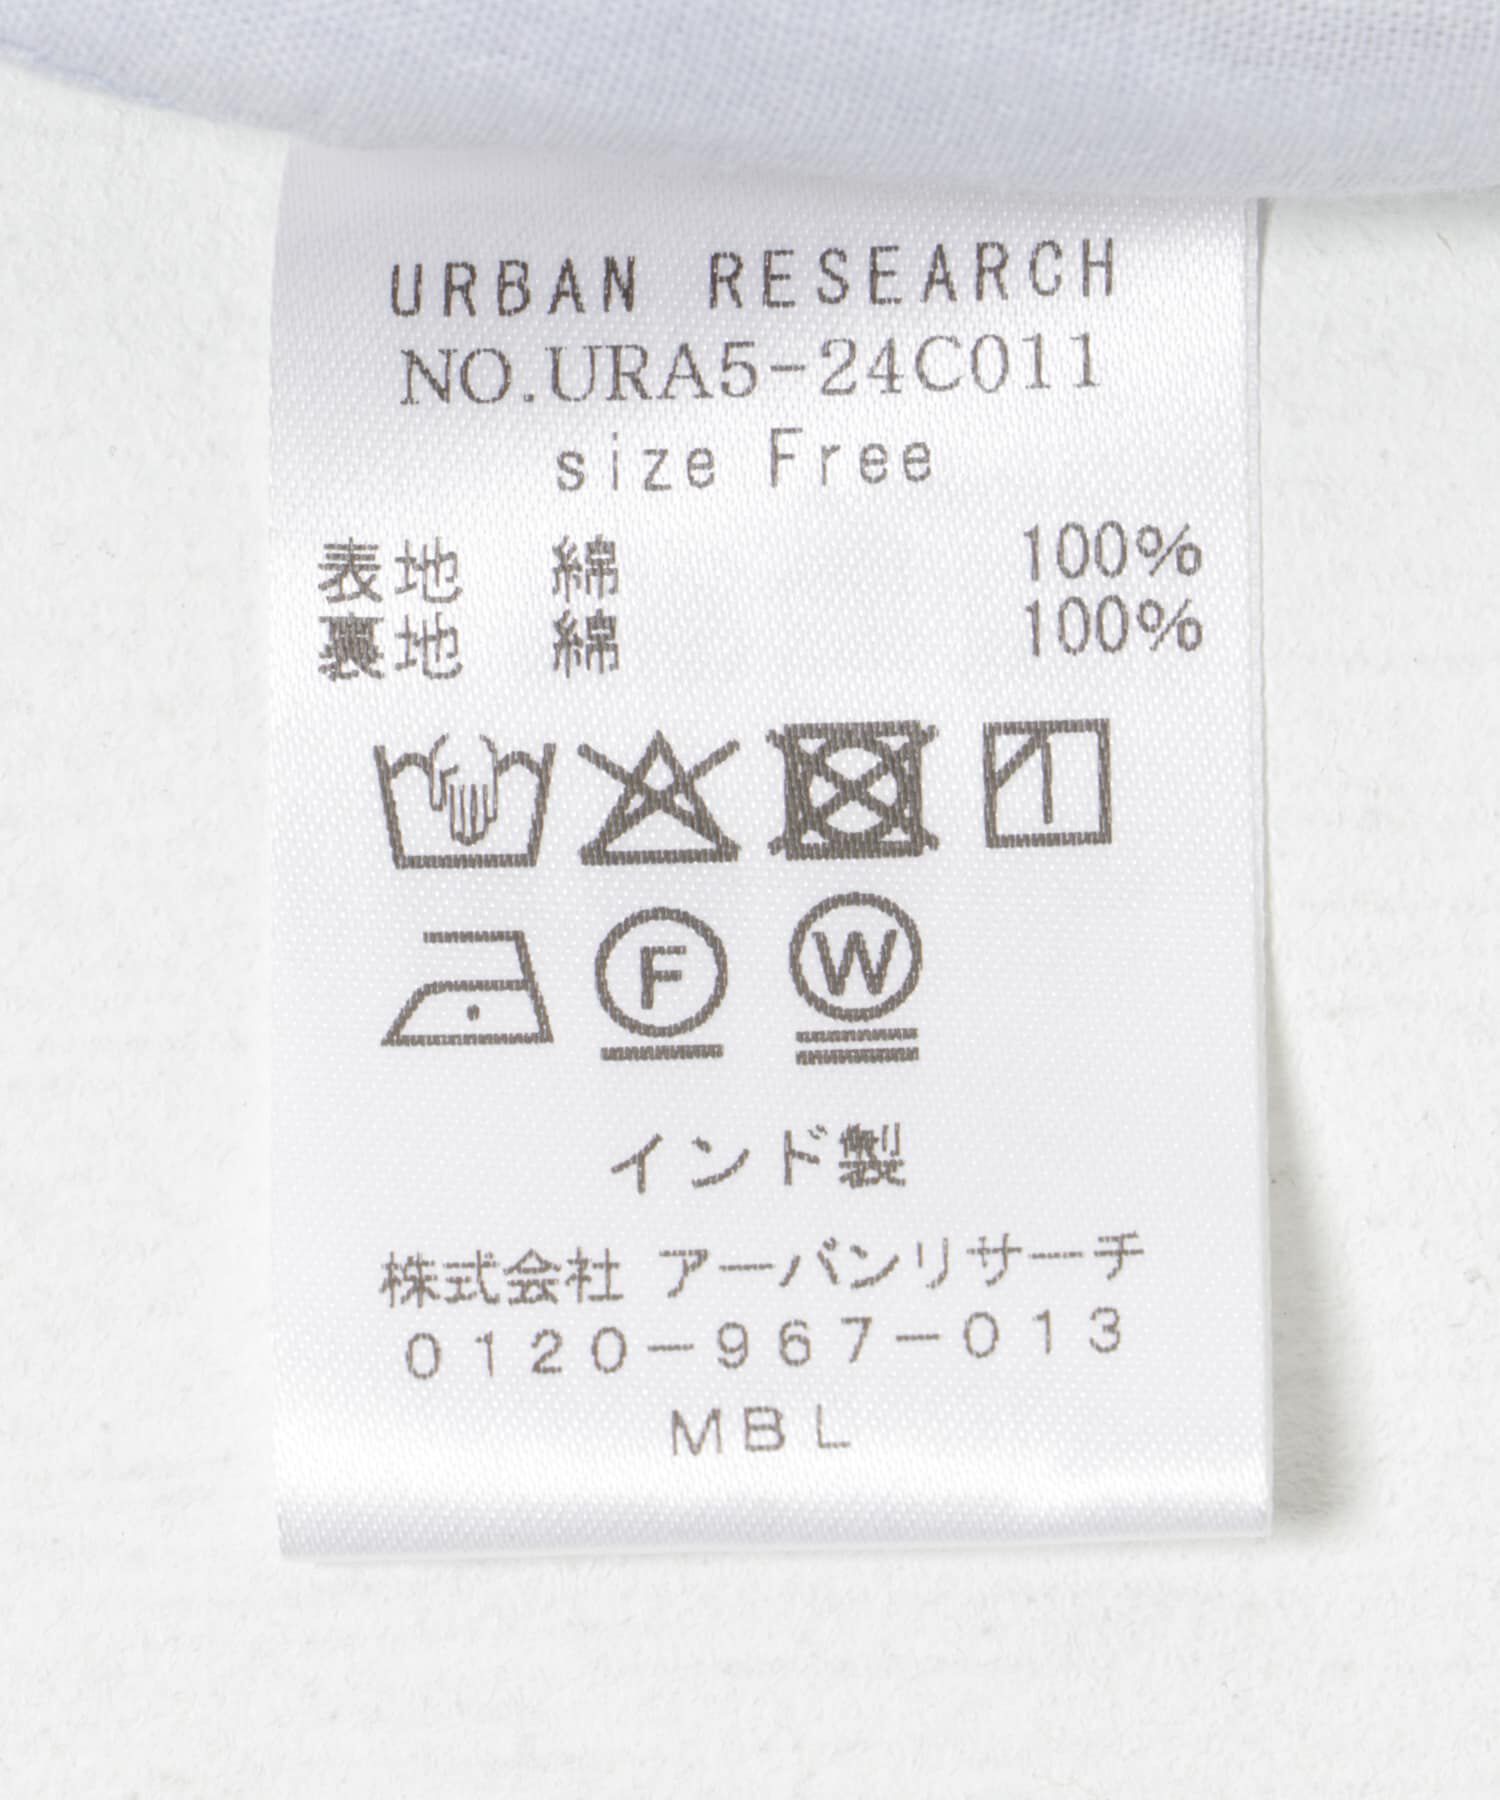 URBAN RESEARCH
NO.URA5-24C011
size Free
表地 綿 100%
裏地 綿 100%
F W
インド製
株式会社 アーバンリサーチ
0120-967-013
MBL